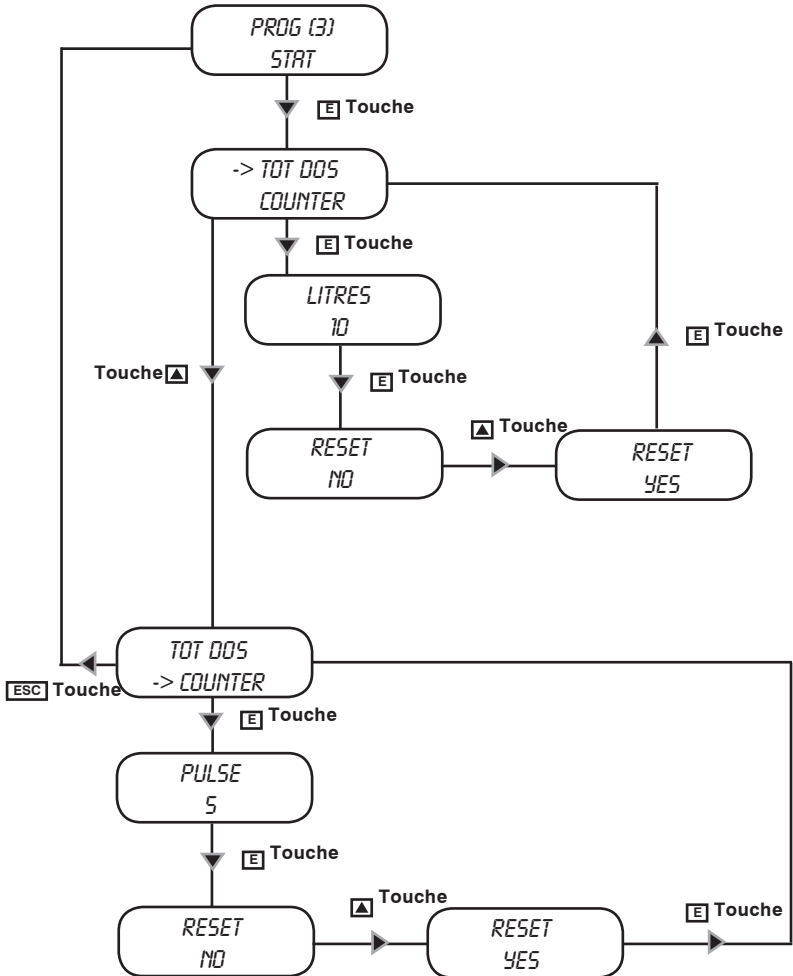 PROG (3)
STAT
E Touche
-> TOT DOS
COUNTER
E Touche
LITRES
10
E Touche
Touche ▲
E Touche
RESET
NO
▲ Touche
RESET
YES
TOT DOS
-> COUNTER
ESC Touche
E Touche
PULSE
5
E Touche
RESET
NO
▲ Touche
RESET
YES
E Touche